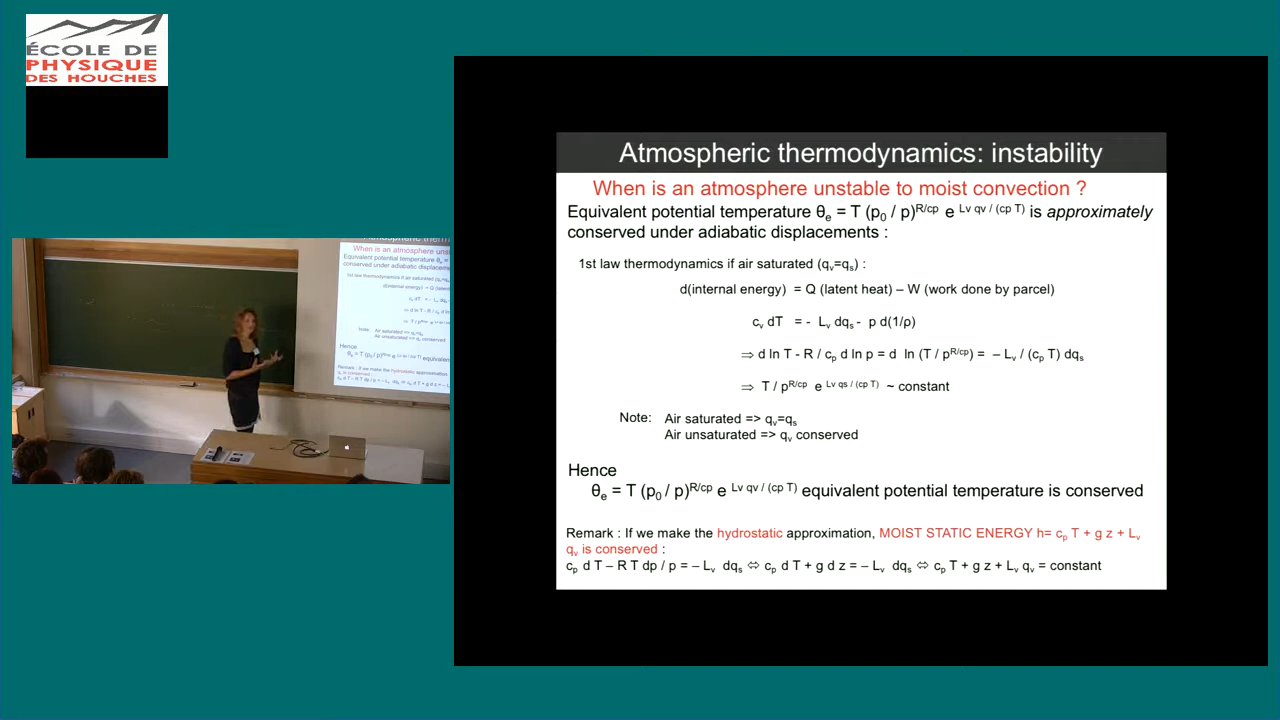 ÉCOLE DE
PHYSIQUE
DES HOUCHES
Atmospheric thermodynamics: instability
When is an atmosphere unstable to moist convection ?
Equivalent potential temperature θe = T (p0 / p)R/cp e Lv qv / (cp T) is approximately
conserved under adiabatic displacements :
1st law thermodynamics if air saturated (qv=qs) :
d(internal energy) = Q (latent heat) – W (work done by parcel)
cv dT = - Lv dqs - p d(1/ρ)
⇒ d ln T - R / cp d ln p = d ln (T / pR/cp) = – Lv / (cp T) dqs
⇒ T / pR/cp e Lv qs / (cp T) ~ constant
Note: Air saturated => qv=qs
Air unsaturated => qv conserved
Hence
θe = T (p0 / p)R/cp e Lv qv / (cp T) equivalent potential temperature is conserved
Remark : If we make the hydrostatic approximation, MOIST STATIC ENERGY h= cp T + g z + Lv
qv is conserved :
cp d T – R T dp / p = – Lv dqs ⇔ cp d T + g d z = – Lv dqs ⇔ cp T + g z + Lv qv = constant